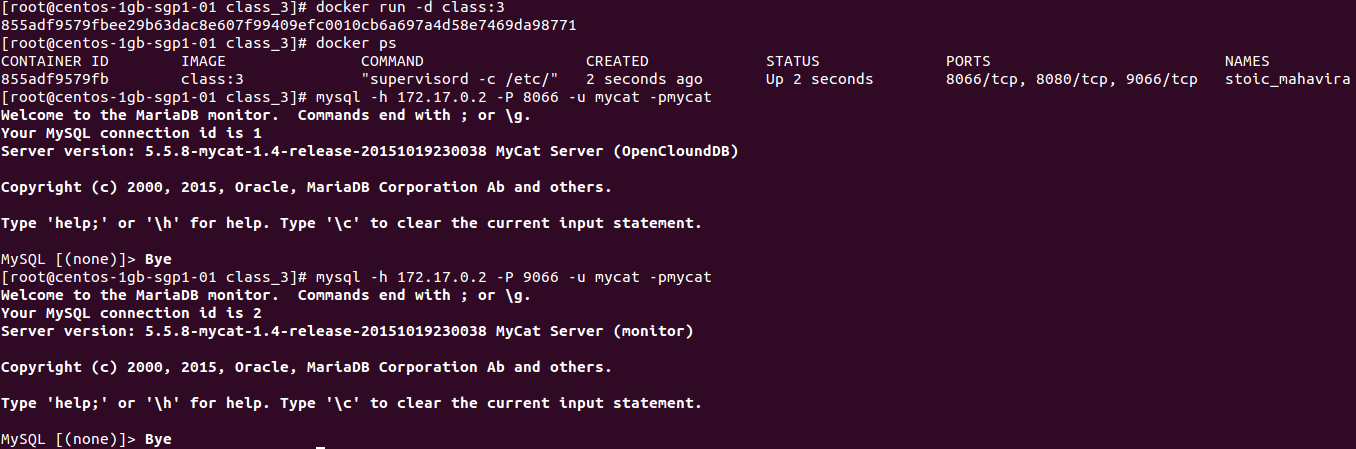 [root@centos-1gb-sgp1-01 class_3]# docker run -d class:3
855adf9579fbee29b63dac8e607f99409efc0010cb6a697a4d58e7469da98771
[root@centos-1gb-sgp1-01 class_3]# docker ps
CONTAINER ID        IMAGE               COMMAND                  CREATED             STATUS              PORTS                          NAMES
855adf9579fb        class:3             "supervisord -c /etc/"   2 seconds ago       Up 2 seconds        8066/tcp, 8080/tcp, 9066/tcp   stoic_mahavira
[root@centos-1gb-sgp1-01 class_3]# mysql -h 172.17.0.2 -P 8066 -u mycat -pmycat
Welcome to the MariaDB monitor.  Commands end with ; or \g.
Your MySQL connection id is 1
Server version: 5.5.8-mycat-1.4-release-20151019230038 MyCat Server (OpenCloundDB)
Copyright (c) 2000, 2015, Oracle, MariaDB Corporation Ab and others.
Type 'help;' or '\h' for help. Type '\c' to clear the current input statement.
MySQL [(none)]> Bye
[root@centos-1gb-sgp1-01 class_3]# mysql -h 172.17.0.2 -P 9066 -u mycat -pmycat
Welcome to the MariaDB monitor.  Commands end with ; or \g.
Your MySQL connection id is 2
Server version: 5.5.8-mycat-1.4-release-20151019230038 MyCat Server (monitor)
Copyright (c) 2000, 2015, Oracle, MariaDB Corporation Ab and others.
Type 'help;' or '\h' for help. Type '\c' to clear the current input statement.
MySQL [(none)]> Bye